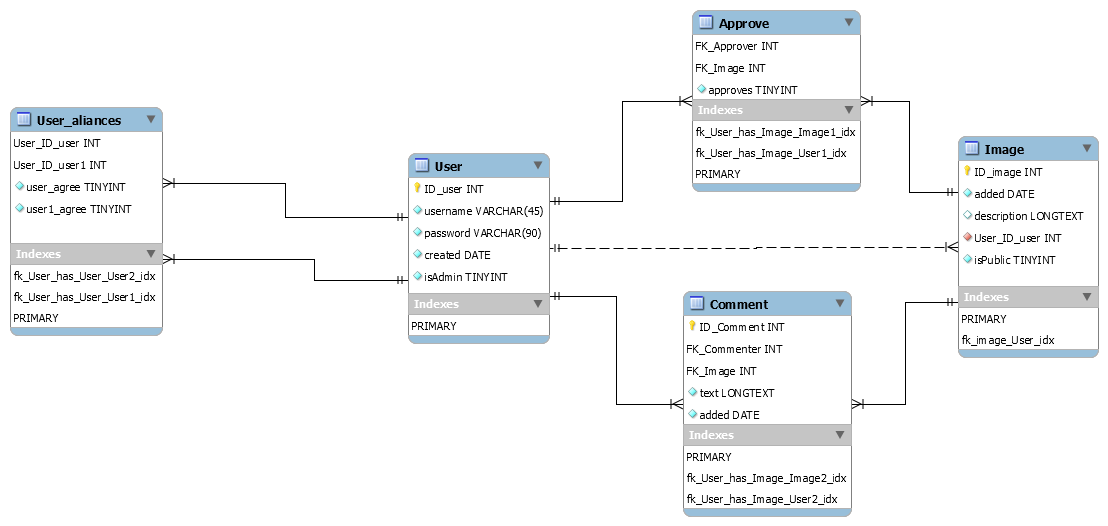 User_aliances
User_ID_user INT
User_ID_user1 INT
user_agree TINYINT
user1_agree TINYINT
Indexes
fk_User_has_User_User2_idx
fk_User_has_User_User1_idx
PRIMARY
User
ID_user INT
username VARCHAR(45)
password VARCHAR(90)
created DATE
isAdmin TINYINT
Indexes
PRIMARY
Approve
FK_Approver INT
FK_Image INT
approves TINYINT
Indexes
fk_User_has_Image_Image1_idx
fk_User_has_Image_User1_idx
PRIMARY
Comment
ID_Comment INT
FK_Commenter INT
FK_Image INT
text LONGTEXT
added DATE
Indexes
PRIMARY
fk_User_has_Image_Image2_idx
fk_User_has_Image_User2_idx
Image
ID_image INT
added DATE
description LONGTEXT
User_ID_user INT
isPublic TINYINT
Indexes
PRIMARY
fk_image_User_idx